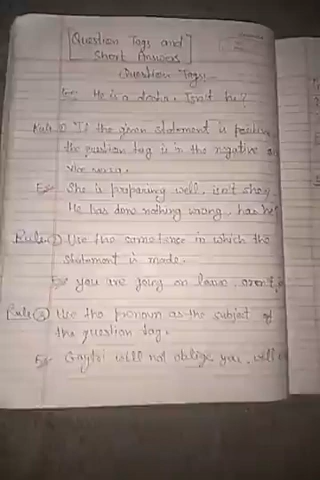 Question Tags and
Short Answers
Question Tags:
Ex:- He is a doctor, Isn't he?
Rule ① If the given statement is positive
the question tag is in the negative and
vice versa.
Ex:- She is preparing well, isn't she?
He has done nothing wrong, has he
Rule ② Use the same tence in which the
statement is made.
Ex:- you are going on leave, aren't
Rule ③ Use the pronoun as the subject of
the question tag.
Ex:- Gaytri will not oblige you, will